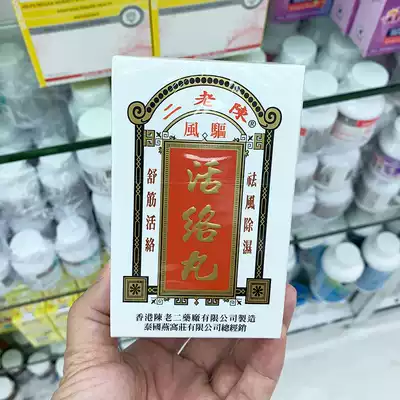 陳老二®
驅風
祛風除濕
活絡丸
舒筋活絡
香港陳老二藥廠有限公司製造
泰國燕窩莊有限公司總經銷